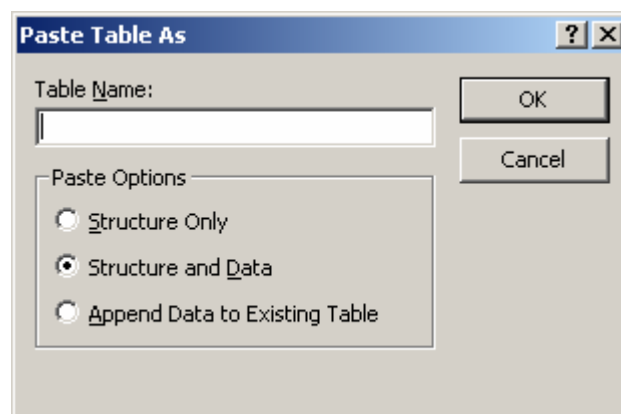 Paste Table As
Table Name:
OK
Cancel
Paste Options
Structure Only
Structure and Data
Append Data to Existing Table